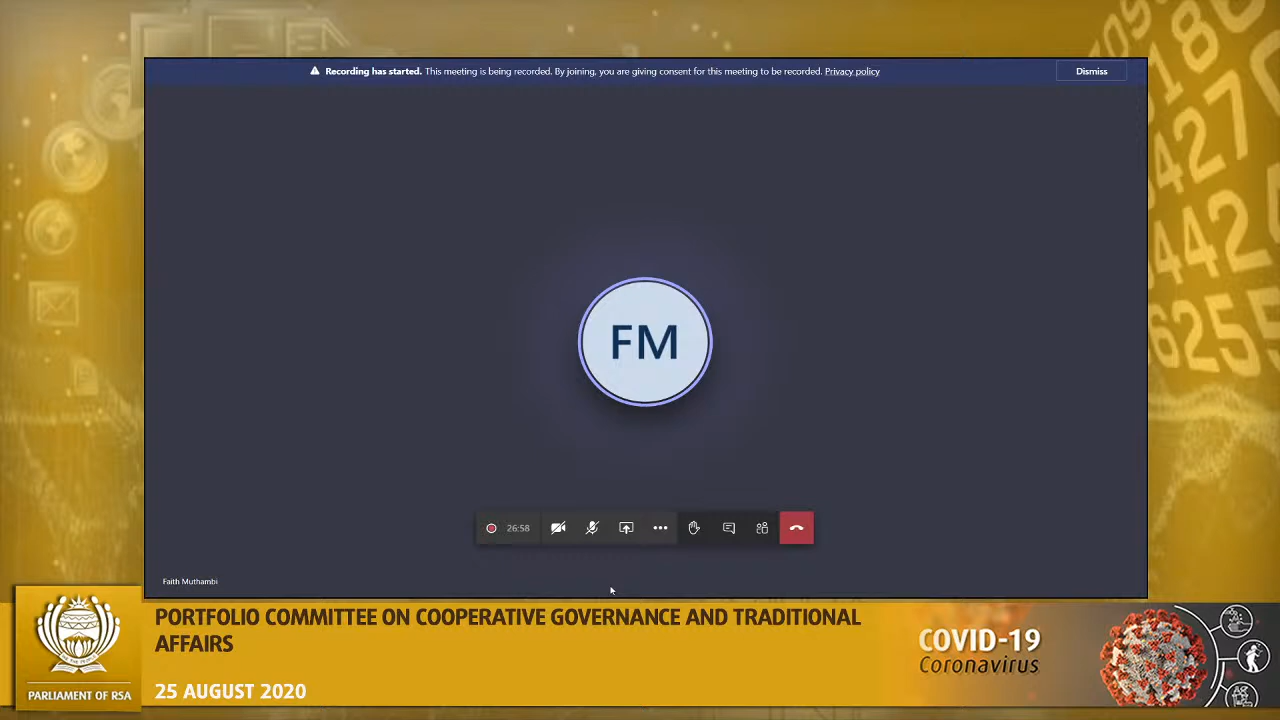 Recording has started. This meeting is being recorded. By joining, you are giving consent for this meeting to be recorded. Privacy policy
Dismiss
FM
26:58
Faith Muthambi
PORTFOLIO COMMITTEE ON COOPERATIVE GOVERNANCE AND TRADITIONAL
AFFAIRS
25 AUGUST 2020
PARLIAMENT OF RSA
COVID-19
Coronavirus